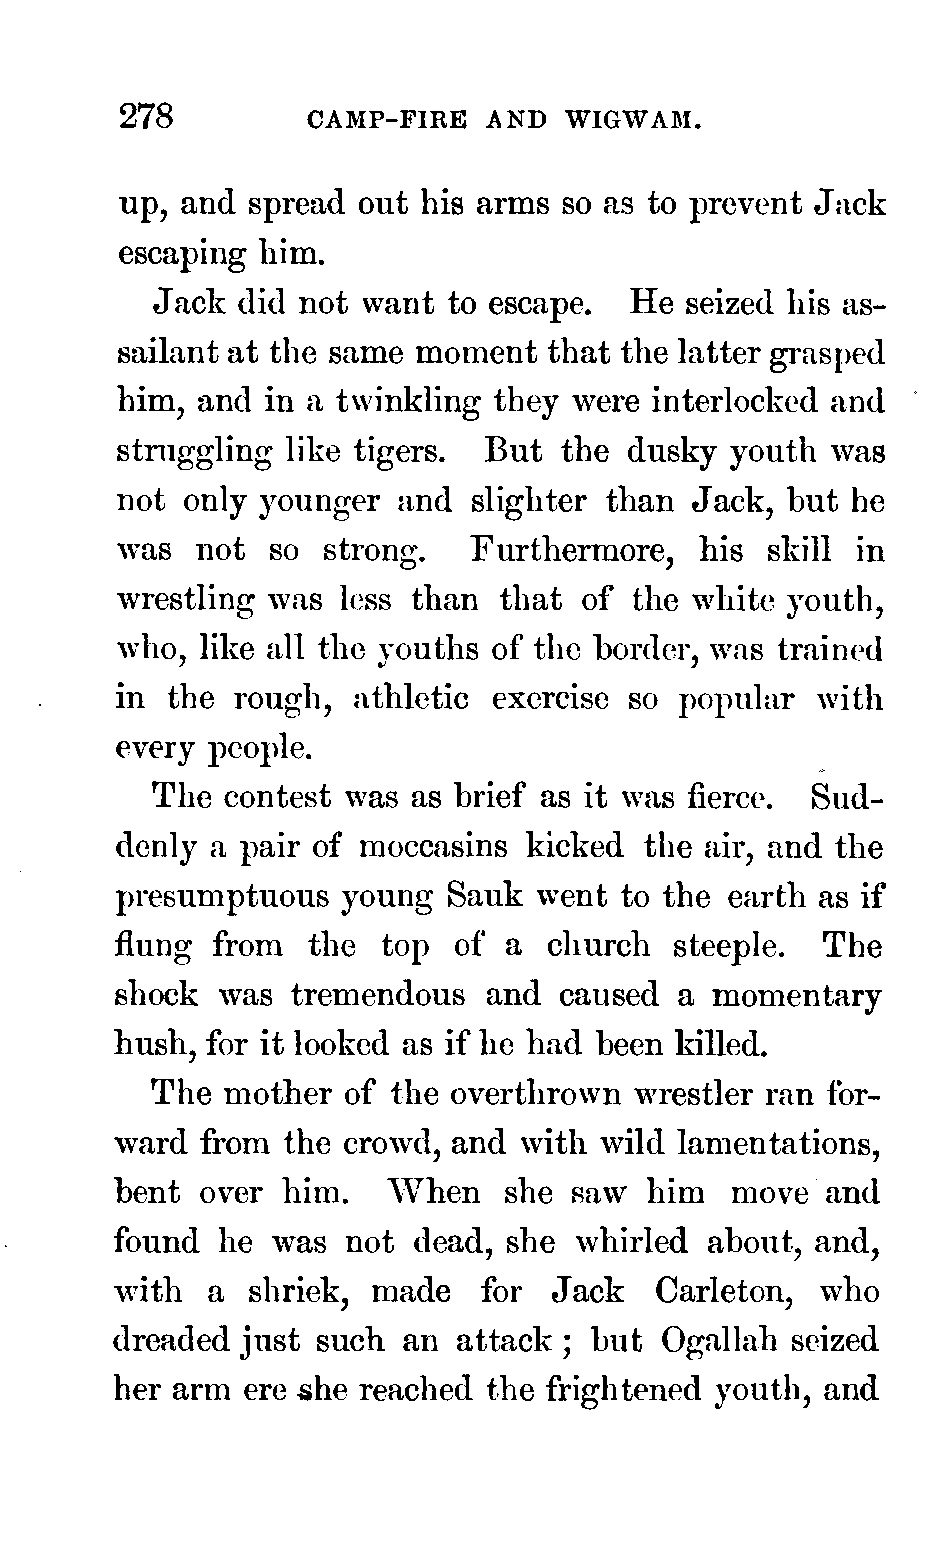 278 CAMP-FIRE AND WIGWAM.
up, and spread out his arms so as to prevent Jack
escaping him.
Jack did not want to escape. He seized his as-
sailant at the same moment that the latter grasped
him, and in a twinkling they were interlocked and
struggling like tigers. But the dusky youth was
not only younger and slighter than Jack, but he
was not so strong. Furthermore, his skill in
wrestling was less than that of the white youth,
who, like all the youths of the border, was trained
in the rough, athletic exercise so popular with
every people.
The contest was as brief as it was fierce. Sud-
denly a pair of moccasins kicked the air, and the
presumptuous young Sauk went to the earth as if
flung from the top of a church steeple. The
shock was tremendous and caused a momentary
hush, for it looked as if he had been killed.
The mother of the overthrown wrestler ran for-
ward from the crowd, and with wild lamentations,
bent over him. When she saw him move and
found he was not dead, she whirled about, and,
with a shriek, made for Jack Carleton, who
dreaded just such an attack ; but Ogallah seized
her arm ere she reached the frightened youth, and